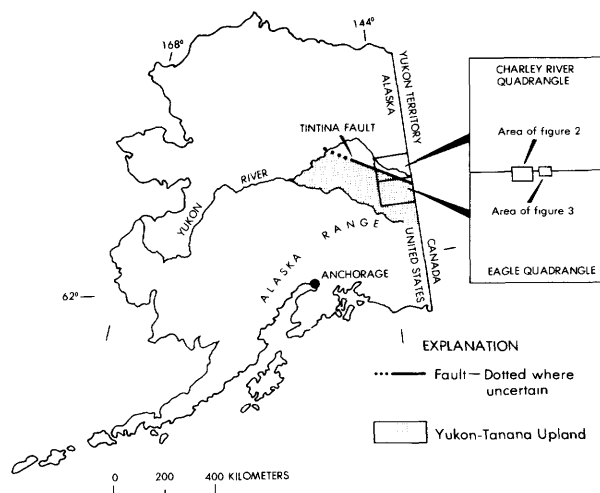 168°
144°
YUKON TERRITORY
ALASKA
TINTINA FAULT
YUKON
RIVER
ALASKA RANGE
UNITED STATES
CANADA
ANCHORAGE
62°
CHARLEY RIVER
QUADRANGLE
Area of figure 2
Area of figure 3
EAGLE QUADRANGLE
EXPLANATION
Fault — Dotted where
uncertain
Yukon-Tanana Upland
0 200 400 KILOMETERS